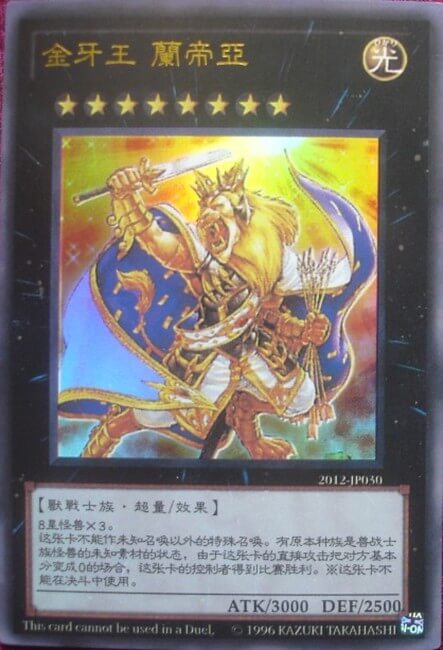 金牙王 蘭帝亞
光
2012-JP030
【獸戰士族·超量/效果】
8星怪兽×3。
这张卡不能作未知召唤以外的特殊召唤。有原本种族是兽战士
族怪兽的未知素材的状态，由于这张卡的直接攻击把对方基本
分变成0的场合，这张卡的控制者得到比赛胜利。※这张卡不
能在决斗中使用。
ATK/3000 DEF/2500
This card cannot be used in a Duel.
© 1996 KAZUKI TAKAHASHI